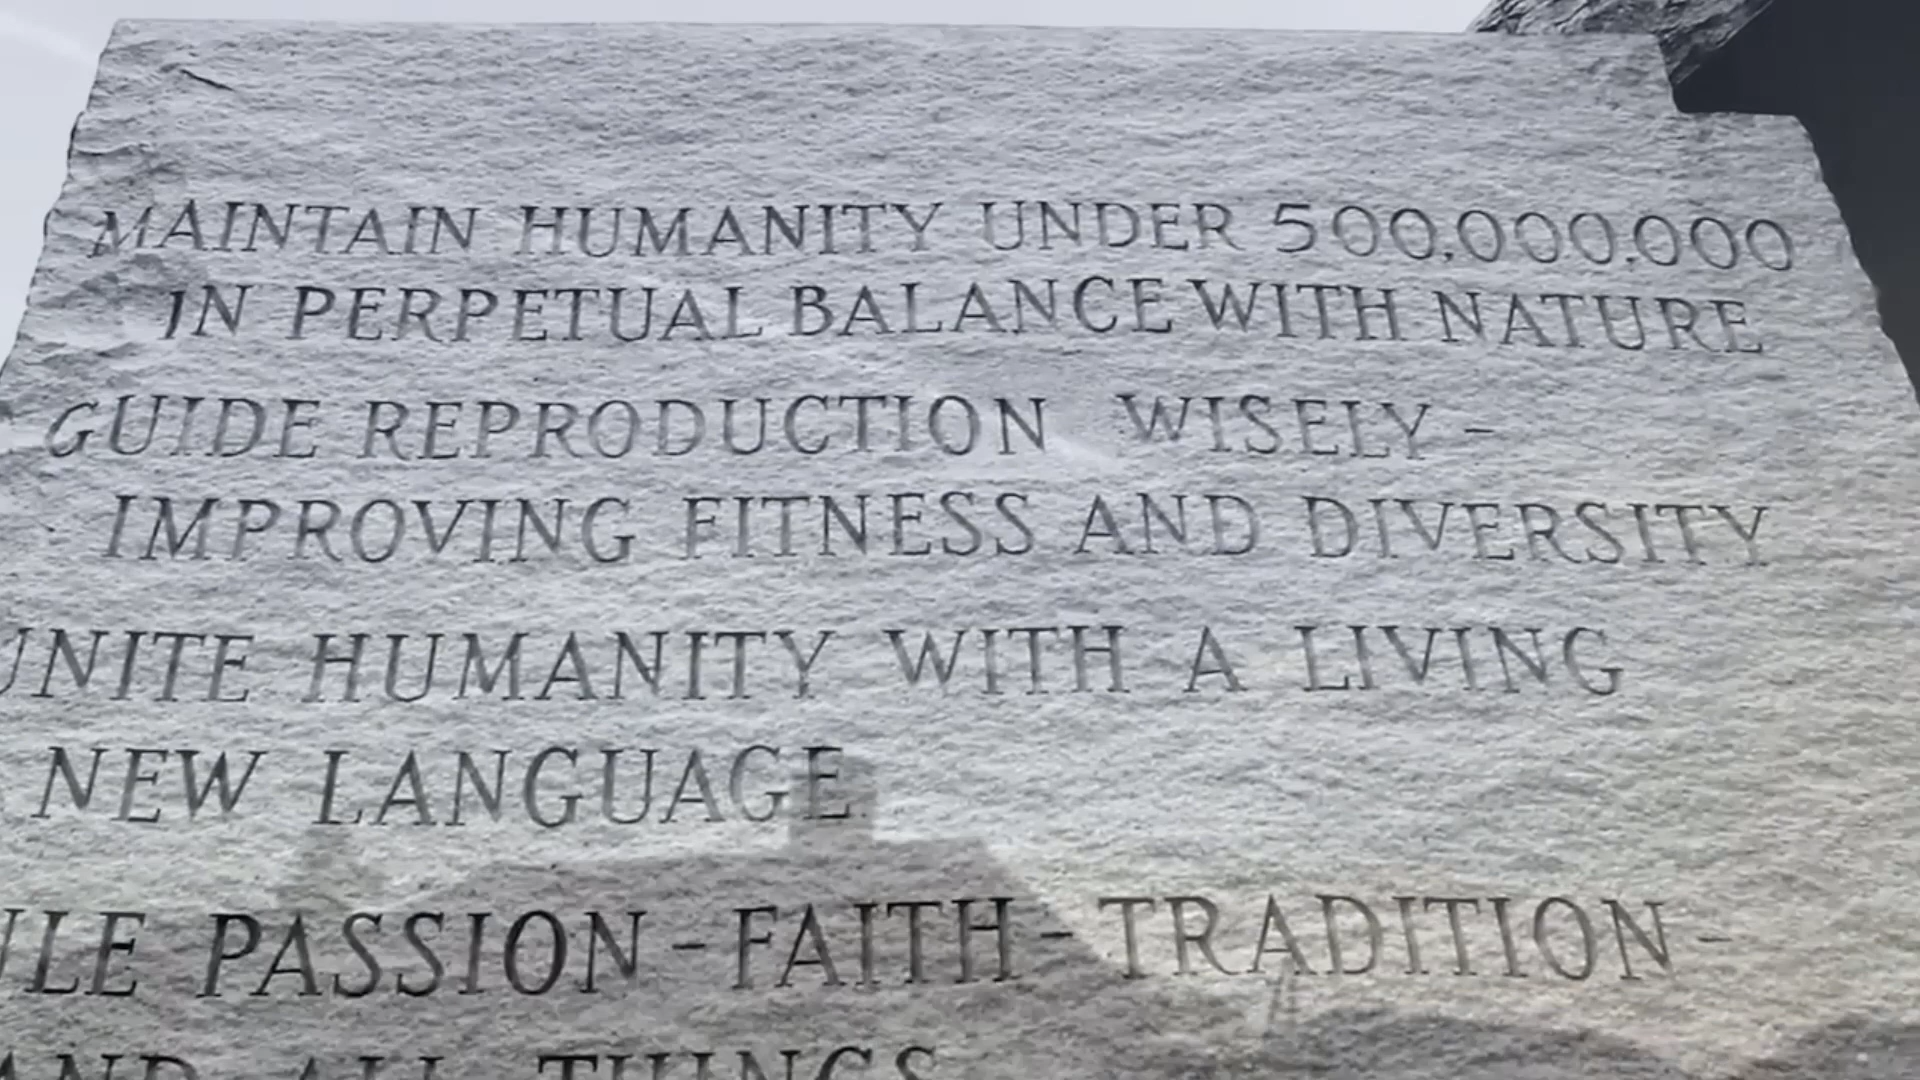 MAINTAIN HUMANITY UNDER 500,000,000
IN PERPETUAL BALANCE WITH NATURE
GUIDE REPRODUCTION WISELY -
IMPROVING FITNESS AND DIVERSITY
UNITE HUMANITY WITH A LIVING
NEW LANGUAGE
PASSION - FAITH - TRADITION -
AND ALL THINGS